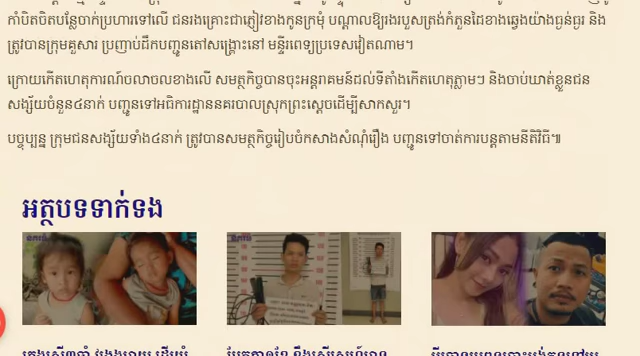 កាំបិតចិតបន្លែចាក់ប្រហារទៅលើ ជនរងគ្រោះជាភ្ញៀវខាងកូនក្រមុំ បណ្តាលឱ្យរងរបួសត្រង់កំភួនដៃខាងឆ្វេងយ៉ាងធ្ងន់ធ្ងរ និង
ត្រូវបានក្រុមគ្រួសារ ប្រញាប់ដឹកបញ្ជូនតៅសង្គ្រោះនៅ មន្ទីរពេទ្យប្រទេសវៀតណាម។
ក្រោយកើតហេតុការណ៍ចលាចលខាងលើ សមត្ថកិច្ចបានចុះអន្តរាគមន៍ដល់ទីតាំងកើតហេតុភ្លាមៗ និងចាប់ឃាត់ខ្លួនជន
សង្ស័យចំនួន៤នាក់ បញ្ជូនទៅអធិការដ្ឋាននគរបាលស្រុកព្រះស្តេចដើម្បីសាកសួរ។
បច្ចុប្បន្ន ក្រុមជនសង្ស័យទាំង៤នាក់ ត្រូវបានសមត្ថកិច្ចរៀបចំកសាងសំណុំរឿង បញ្ជូនទៅចាត់ការបន្តតាមនីតិវិធី៕
អត្ថបទទាក់ទង